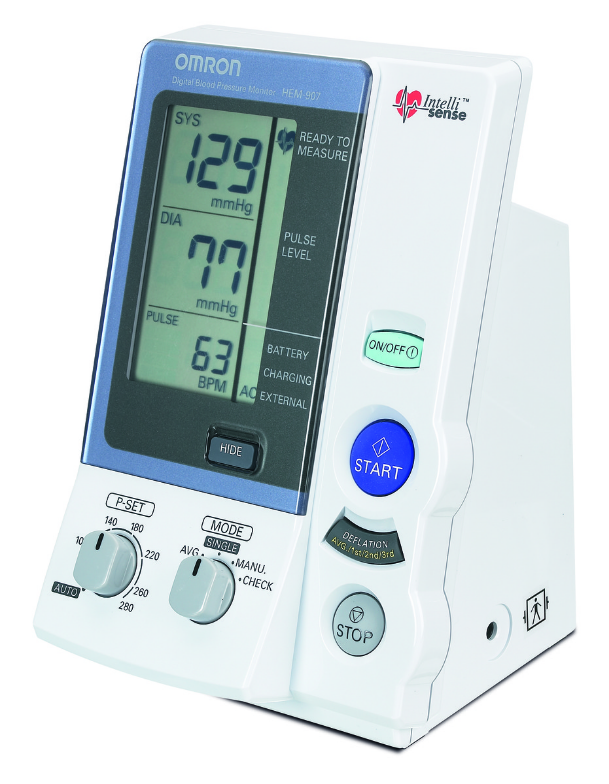 OMRON
Digital Blood Pressure Monitor HEM-907
Intelli™
sense
SYS
129
mmHg
READY TO
MEASURE
DIA
77
mmHg
PULSE
LEVEL
PULSE
63
BPM
AC
BATTERY
CHARGING
EXTERNAL
HIDE
ON/OFF
START
DEFLATION
AVG./1st/2nd/3rd
STOP
P-SET
140 180
220
260
280
AUTO
MODE
SINGLE
AVG.
MANU.
CHECK